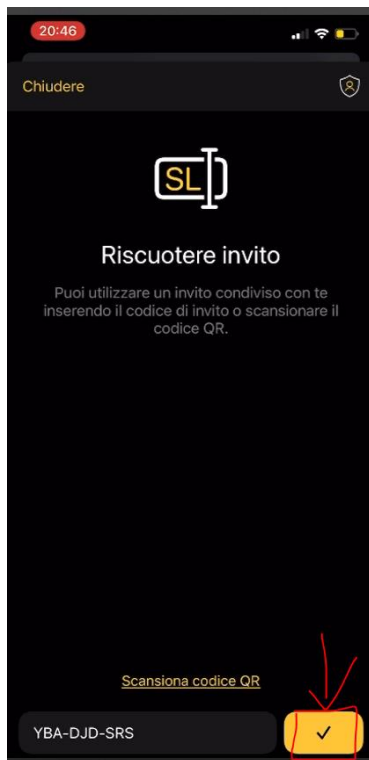 20:46
Chiudere
SL
Riscuotere invito
Puoi utilizzare un invito condiviso con te
inserendo il codice di invito o scansionare il
codice QR.
Scansiona codice QR
YBA-DJD-SRS